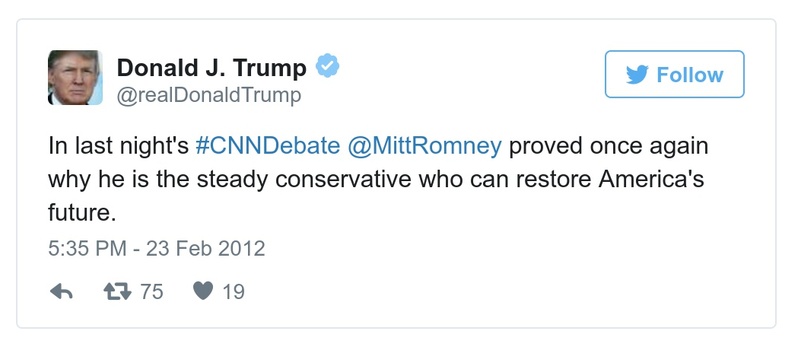 Donald J. Trump
Follow
@realDonaldTrump
In last night's #CNNDebate @MittRomney proved once again
why he is the steady conservative who can restore America's
future.
5:35 PM - 23 Feb 2012
75 19